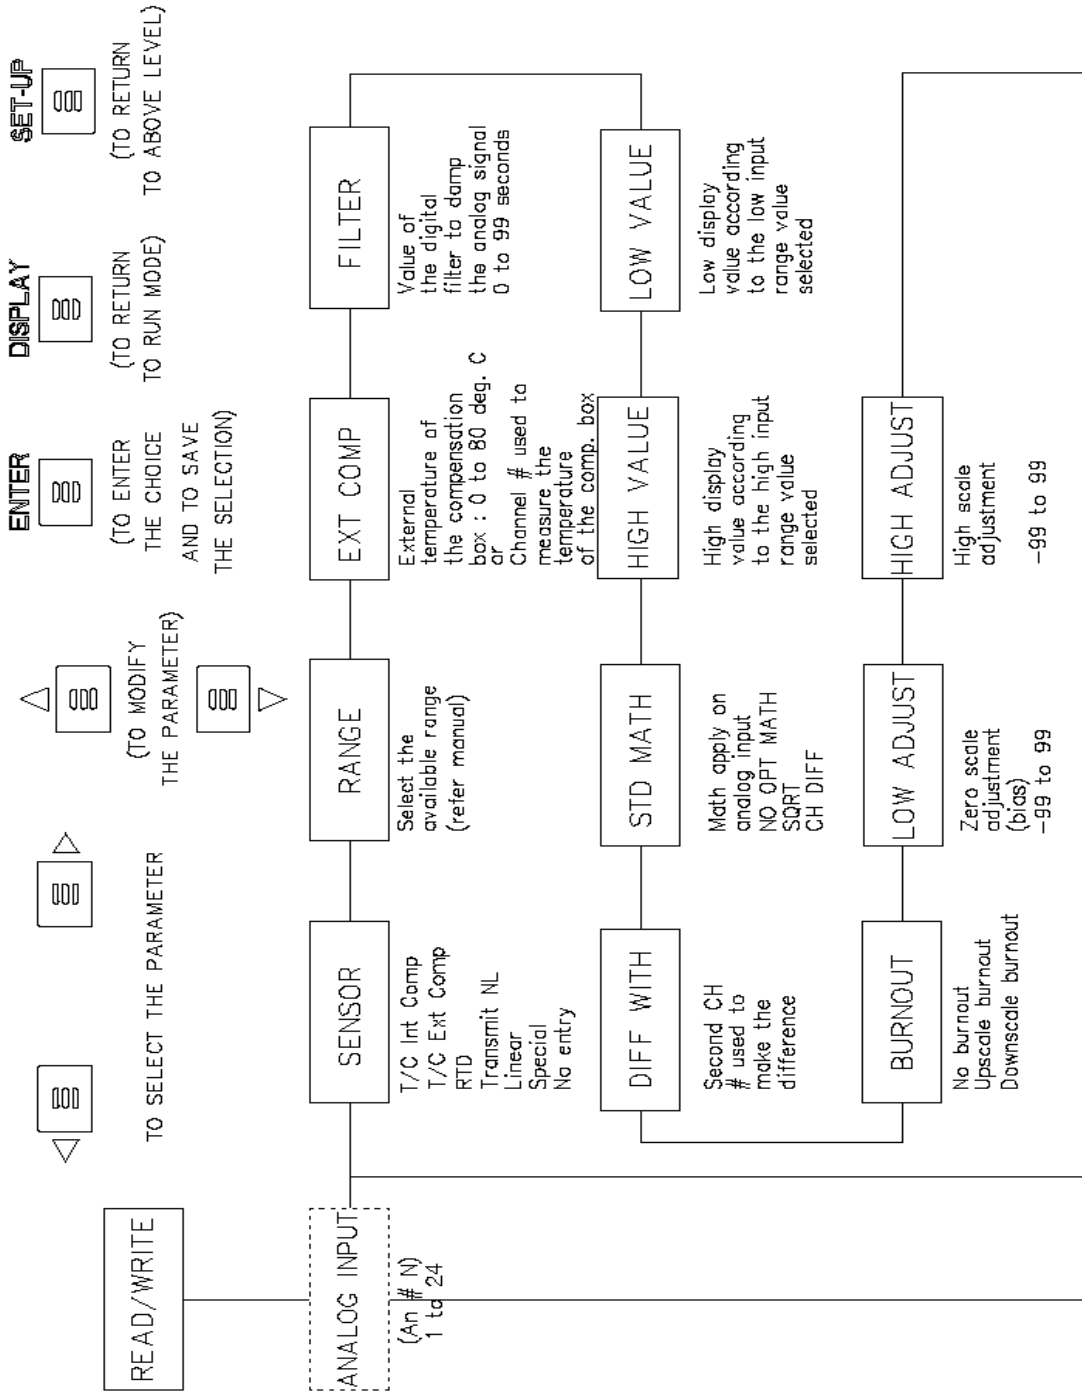 SET-UP
(TO RETURN
TO ABOVE LEVEL)
DISPLAY
(TO RETURN
TO RUN MODE)
ENTER
(TO ENTER
THE CHOICE
AND TO SAVE
THE SELECTION)
(TO MODIFY
THE PARAMETER)
TO SELECT THE PARAMETER
READ/WRITE
ANALOG INPUT
(An # N)
1 to 24
SENSOR
T/C Int Comp
T/C Ext Comp
RTD
Transmit NL
Linear
Special
No entry
RANGE
Select the
available range
(refer manual)
EXT COMP
External
temperature of
the compensation
box : 0 to 80 deg. C
or
Channel # used to
measure the
temperature
of the comp. box
FILTER
Value of
the digital
filter to damp
the analog signal
0 to 99 seconds
DIFF WITH
Second CH
# used to
make the
difference
STD MATH
Math apply on
analog input
NO OPT MATH
SQRT
CH DIFF
HIGH VALUE
High display
value according
to the high input
range value
selected
LOW VALUE
Low display
value according
to the low input
range value
selected
BURNOUT
No burnout
Upscale burnout
Downscale burnout
LOW ADJUST
Zero scale
adjustment
(bias)
-99 to 99
HIGH ADJUST
High scale
adjustment
-99 to 99